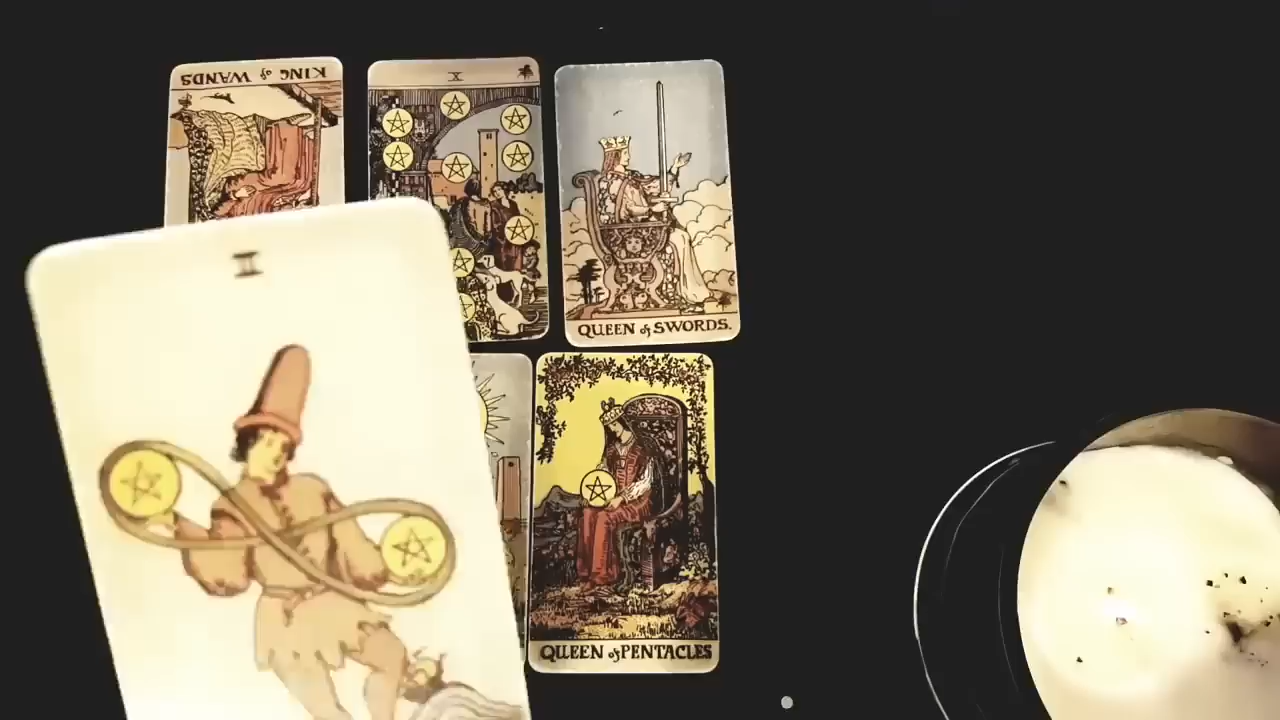 KING of WANDS
X
QUEEN of SWORDS.
II
QUEEN of PENTACLES